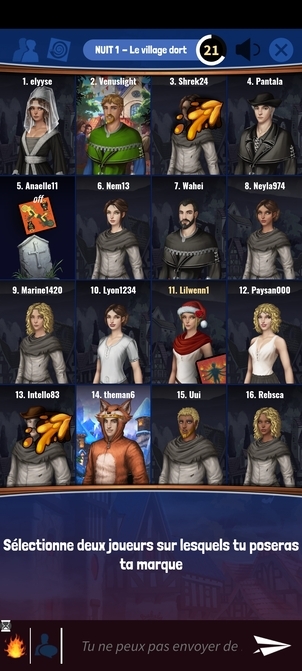 NUIT 1 – Le village dort
21
1. elyyse
2. Venuslight
3. Shrek24
4. Pantala
5. Anaelle11
off
6. Nem13
7. Wahei
8. Neyla974
9. Marine1420
10. Lyon1234
11. Lilwenn1
12. Paysan000
13. Intello83
14. theman6
15. Uui
16. Rebsca
Sélectionne deux joueurs sur lesquels tu poseras
ta marque
Tu ne peux pas envoyer de